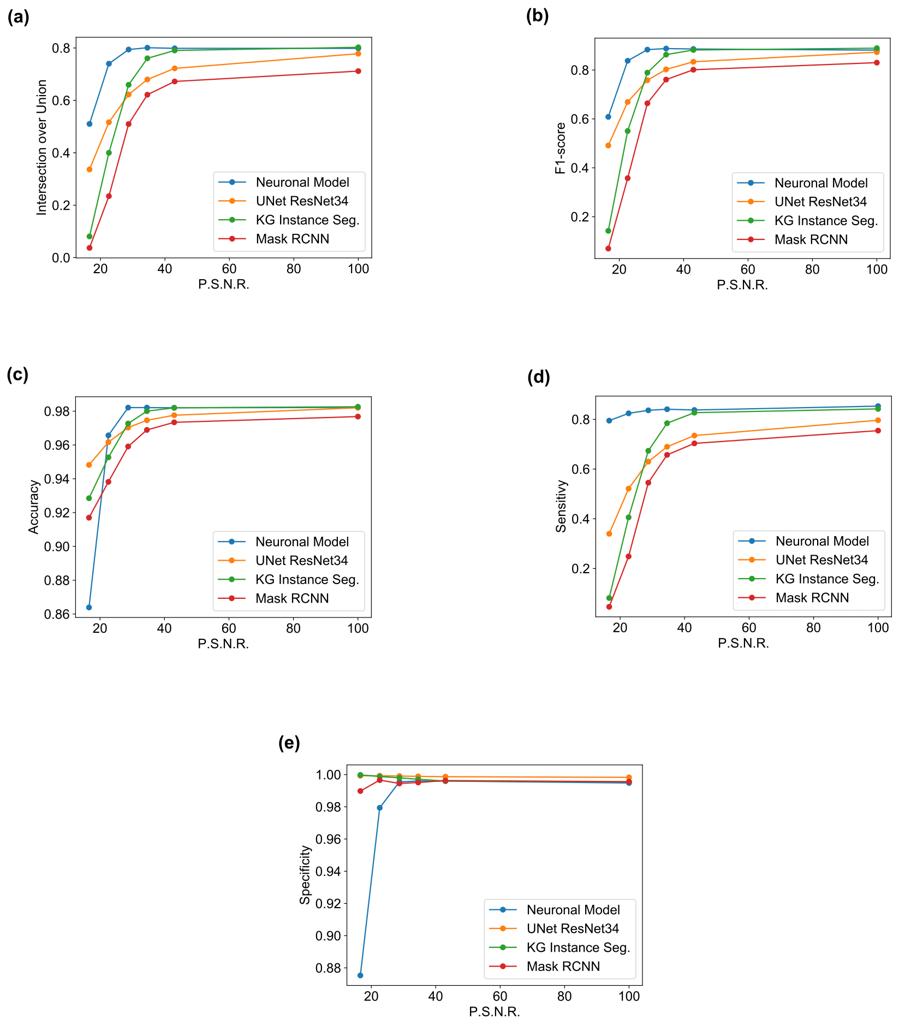 (a)
Intersection over Union
0.8
0.6
0.4
0.2
0.0
Neuronal Model
UNet ResNet34
KG Instance Seg.
Mask RCNN
20 40 60 80 100
P.S.N.R.
(b)
F1-score
0.8
0.6
0.4
0.2
Neuronal Model
UNet ResNet34
KG Instance Seg.
Mask RCNN
20 40 60 80 100
P.S.N.R.
(c)
Accuracy
0.98
0.96
0.94
0.92
0.90
0.88
0.86
Neuronal Model
UNet ResNet34
KG Instance Seg.
Mask RCNN
20 40 60 80 100
P.S.N.R.
(d)
Sensitivy
0.8
0.6
0.4
0.2
Neuronal Model
UNet ResNet34
KG Instance Seg.
Mask RCNN
20 40 60 80 100
P.S.N.R.
(e)
Specificity
1.00
0.98
0.96
0.94
0.92
0.90
0.88
Neuronal Model
UNet ResNet34
KG Instance Seg.
Mask RCNN
20 40 60 80 100
P.S.N.R.